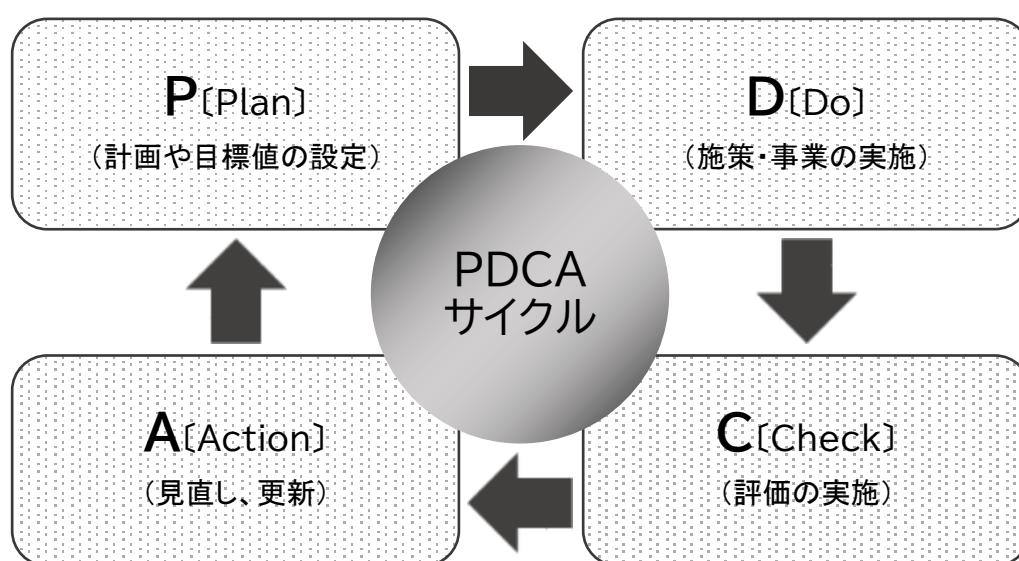 P〔Plan〕
（計画や目標値の設定）
D〔Do〕
（施策・事業の実施）
PDCA
サイクル
A〔Action〕
（見直し、更新）
C〔Check〕
（評価の実施）